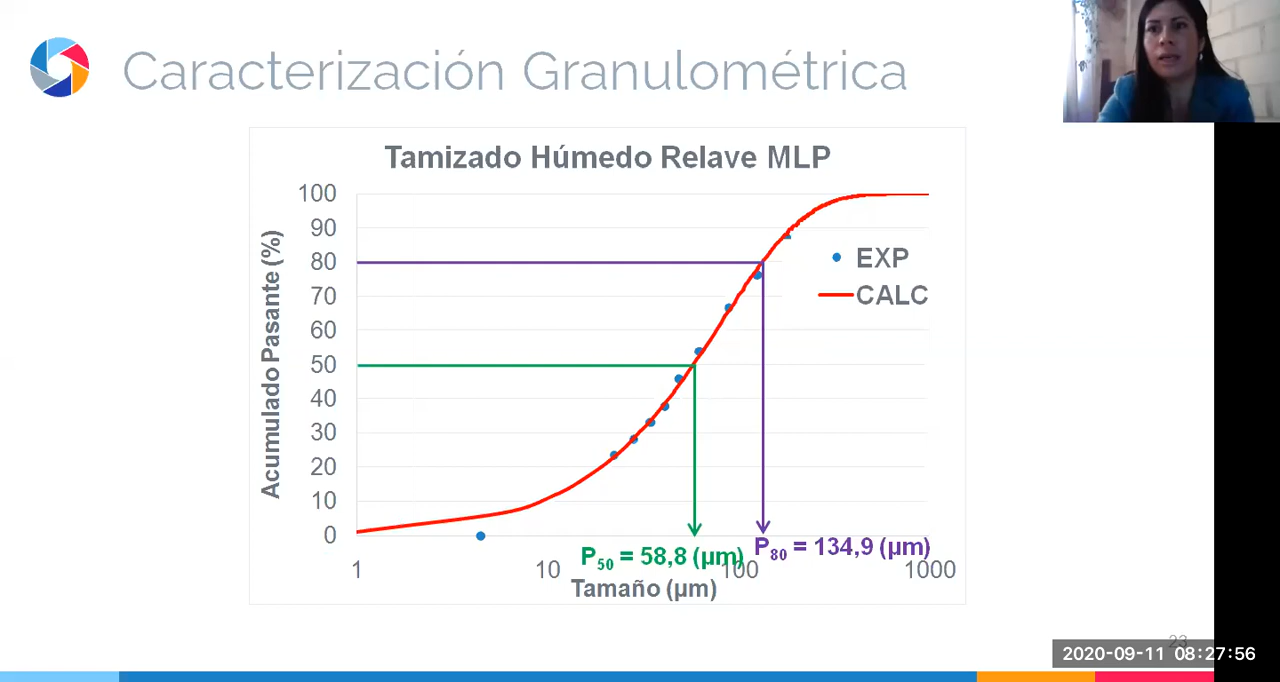 Caracterización Granulométrica
Tamizado Húmedo Relave MLP
Acumulado Pasante (%)
100
90
80
70
60
50
40
30
20
10
0
EXP
CALC
P50 = 58,8 (µm)
P80 = 134,9 (µm)
1
10
100
1000
Tamaño (µm)
23
2020-09-11 08:27:56